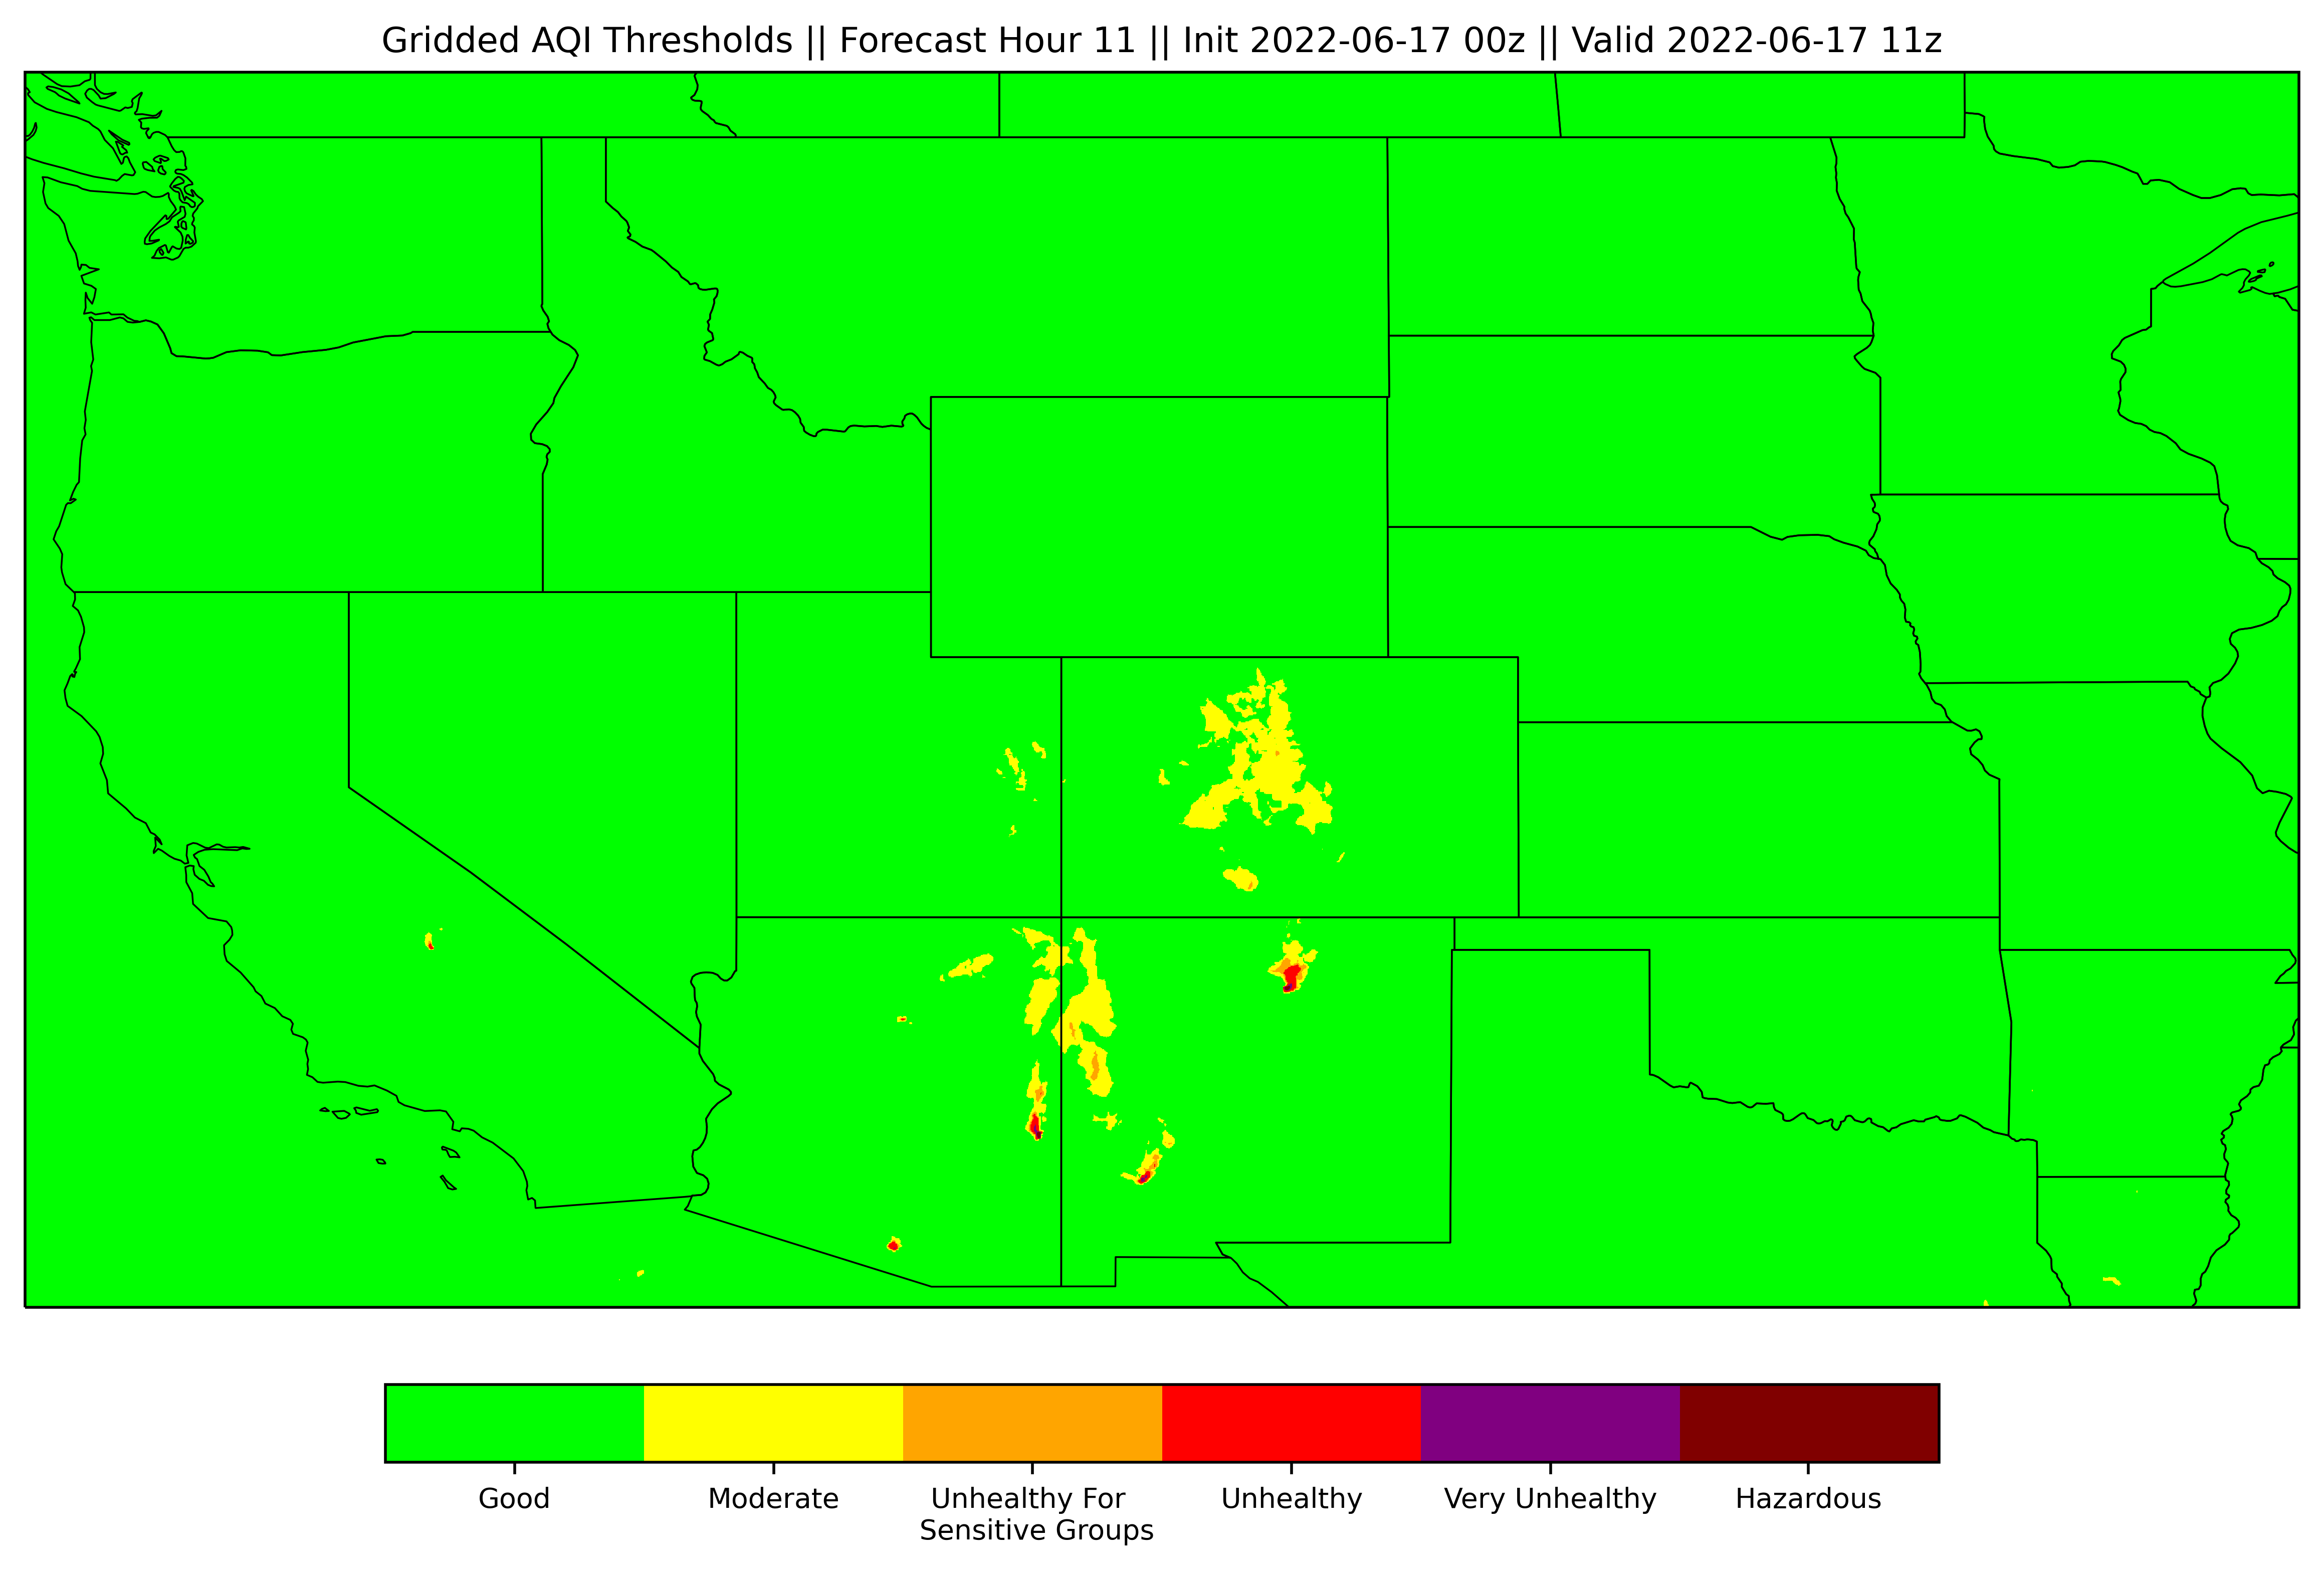 Gridded AQI Thresholds || Forecast Hour 11 || Init 2022-06-17 00z || Valid 2022-06-17 11z
Good Moderate Unhealthy For Unhealthy Very Unhealthy Hazardous
Sensitive Groups